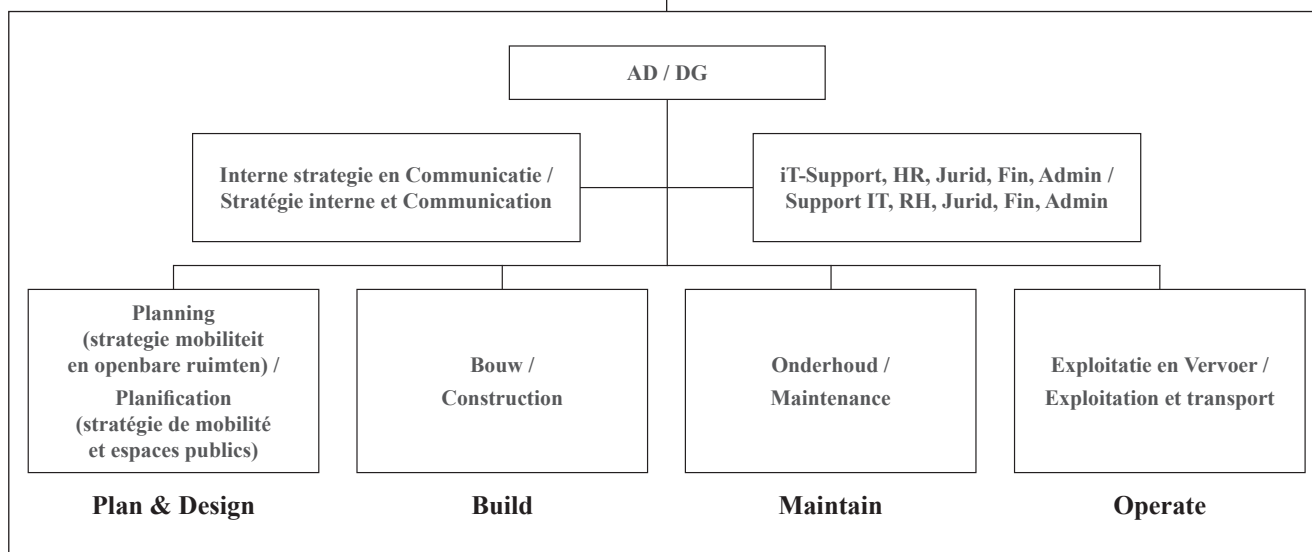 AD / DG
Interne strategie en Communicatie /
Stratégie interne et Communication
iT-Support, HR, Jurid, Fin, Admin /
Support IT, RH, Jurid, Fin, Admin
Planning
(strategie mobiliteit
en openbare ruimten) /
Planification
(stratégie de mobilité
et espaces publics)
Bouw /
Construction
Onderhoud /
Maintenance
Exploitatie en Vervoer /
Exploitation et transport
Plan & Design
Build
Maintain
Operate